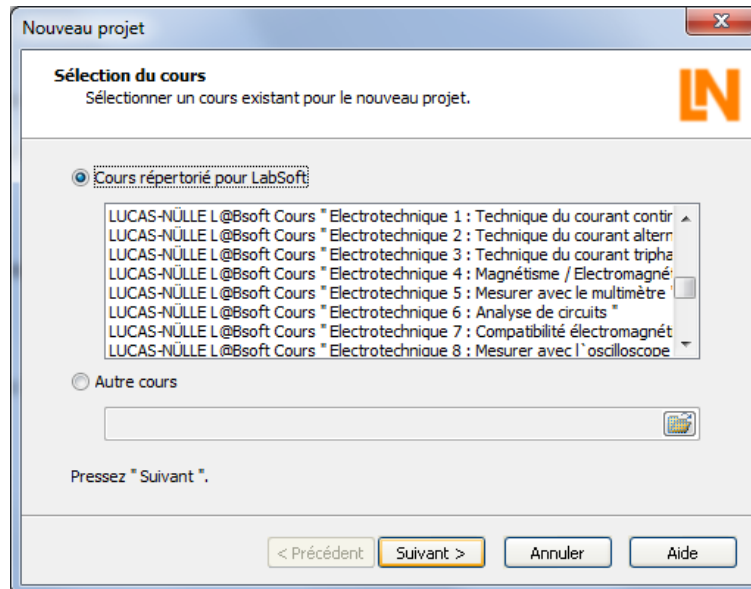 Nouveau projet
Sélection du cours
Sélectionner un cours existant pour le nouveau projet.
LN
Cours répertorié pour LabSoft
LUCAS-NÜLLE L@Bsoft Cours " Electrotechnique 1 : Technique du courant contin
LUCAS-NÜLLE L@Bsoft Cours " Electrotechnique 2 : Technique du courant altern
LUCAS-NÜLLE L@Bsoft Cours " Electrotechnique 3 : Technique du courant tripha
LUCAS-NÜLLE L@Bsoft Cours " Electrotechnique 4 : Magnétisme / Electromagné
LUCAS-NÜLLE L@Bsoft Cours " Electrotechnique 5 : Mesurer avec le multimètre "
LUCAS-NÜLLE L@Bsoft Cours " Electrotechnique 6 : Analyse de circuits "
LUCAS-NÜLLE L@Bsoft Cours " Electrotechnique 7 : Compatibilité électromagnét
LUCAS-NÜLLE L@Bsoft Cours " Electrotechnique 8 : Mesurer avec l`oscilloscope
Autre cours
Pressez " Suivant ".
< Précédent Suivant > Annuler Aide